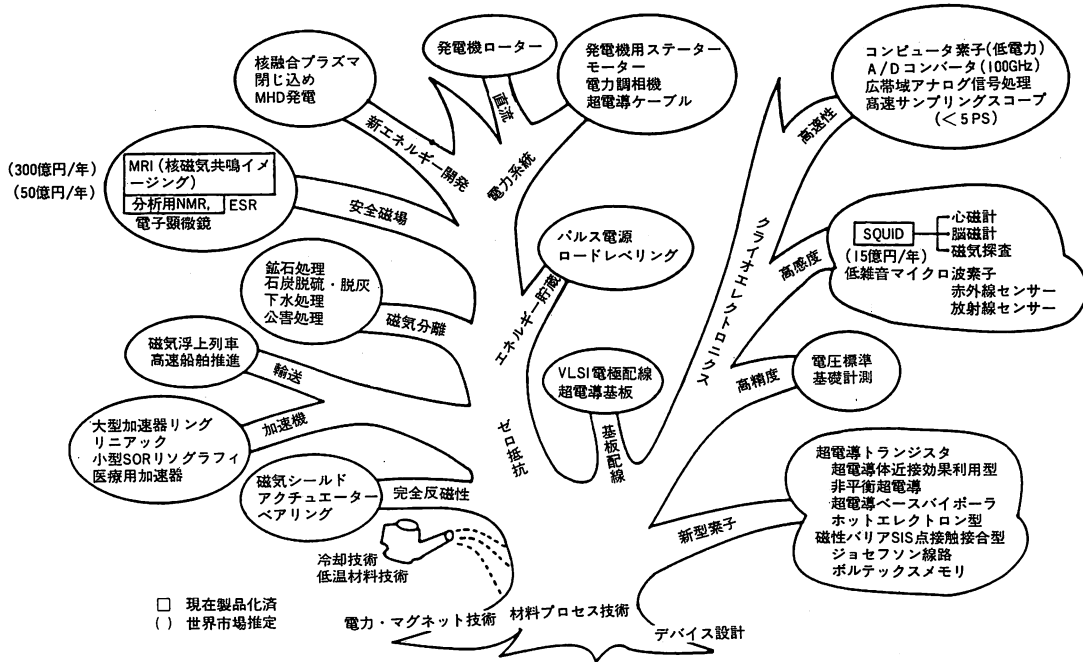 発電機ローター
核融合プラズマ
閉じ込め
MHD発電
発電機用ステーター
モーター
電力調相機
超電導ケーブル
コンピュータ素子(低電力)
A/Dコンバータ(100GHz)
広帯域アナログ信号処理
高速サンプリングスコープ
(<5PS)
直流
新エネルギー開発
電力系統
高速性
(300億円/年)
(50億円/年)
MRI(核磁気共鳴イメ
ージング)
分析用NMR, ESR
電子顕微鏡
安全磁場
パルス電源
ロードレベリング
エネルギー貯蔵
クライオエレクトロニクス
高感度
SQUID
心磁計
脳磁計
磁気探査
(15億円/年)
低雑音マイクロ波素子
赤外線センサー
放射線センサー
鉱石処理
石炭脱硫・脱灰
下水処理
公害処理
磁気分離
磁気浮上列車
高速船舶推進
輸送
VLSI電極配線
超電導基板
基板配線
高精度
電圧標準
基礎計測
大型加速器リング
リニアック
小型SORリソグラフィ
医療用加速器
加速機
ゼロ抵抗
磁気シールド
アクチュエーター
ベアリング
完全反磁性
超電導トランジスタ
超電導体近接効果利用型
非平衡超電導
超電導ベースバイポーラ
ホットエレクトロン型
磁性バリアSIS点接触接合型
ジョセフソン線路
ボルテックスメモリ
新型素子
冷却技術
低温材料技術
□ 現在製品化済
( ) 世界市場推定
電力・マグネット技術
材料プロセス技術
デバイス設計